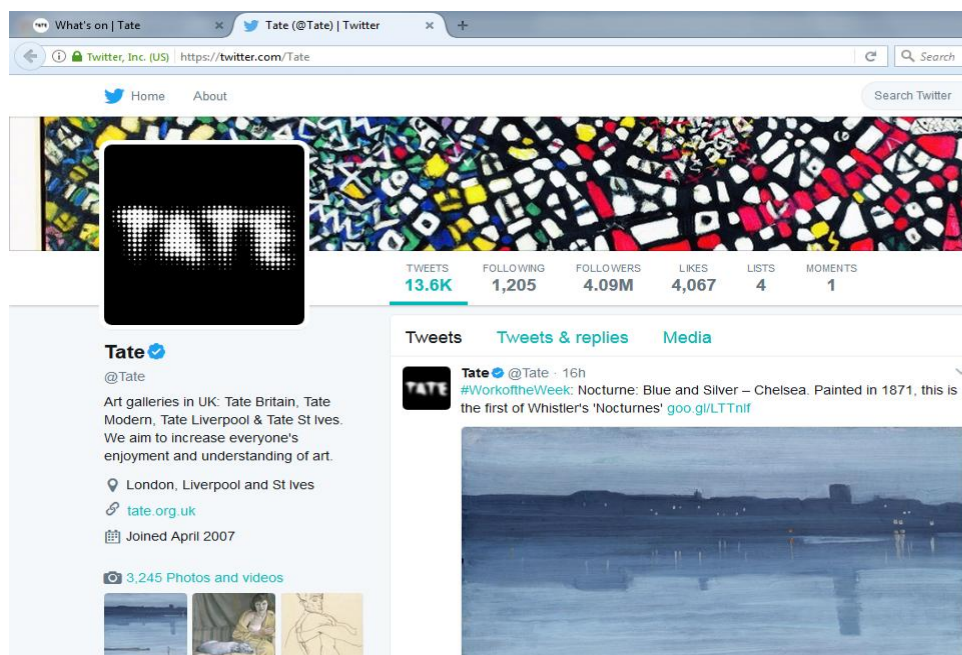 What's on | Tate
Tate (@Tate) | Twitter
Twitter, Inc. (US) https://twitter.com/Tate
Search
Home About
Search Twitter
TATE
TWEETS FOLLOWING FOLLOWERS LIKES LISTS MOMENTS
13.6K 1,205 4.09M 4,067 4 1
Tweets Tweets & replies Media
Tate
@Tate
Art galleries in UK: Tate Britain, Tate
Modern, Tate Liverpool & Tate St Ives.
We aim to increase everyone's
enjoyment and understanding of art.
London, Liverpool and St Ives
tate.org.uk
Joined April 2007
3,245 Photos and videos
TATE
Tate @Tate · 16h
#WorkoftheWeek: Nocturne: Blue and Silver – Chelsea. Painted in 1871, this is
the first of Whistler's 'Nocturnes' goo.gl/LTTnlf